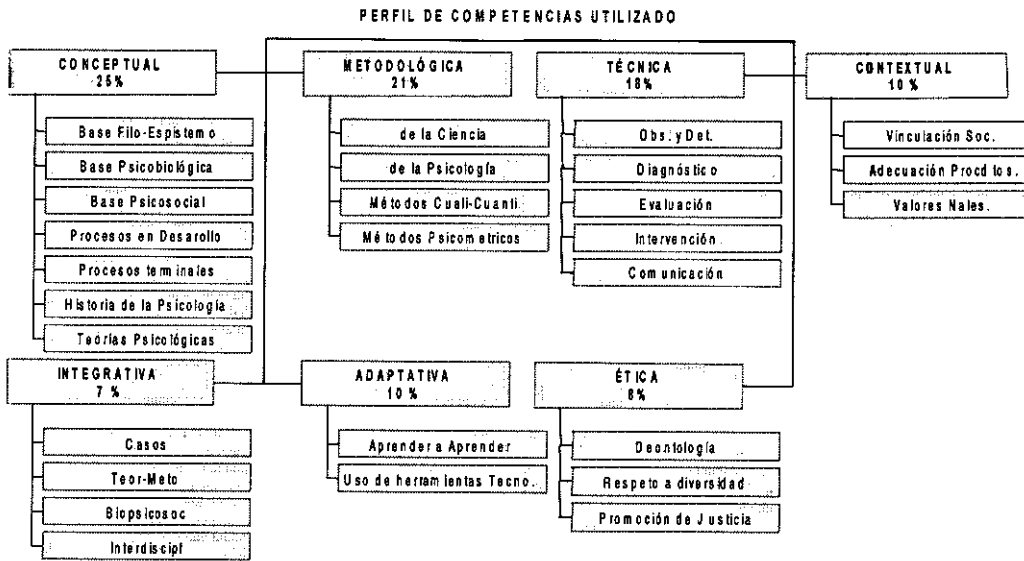 PERFIL DE COMPETENCIAS UTILIZADO
CONCEPTUAL
25%
Base Filo-Espistemo
Base Psicobiológica
Base Psicosocial
Procesos en Desarollo
Procesos terminales
Historia de la Psicología
Teorías Psicológicas
METODOLÓGICA
21%
de la Ciencia
de la Psicología
Métodos Cuali-Cuanti.
Métodos Psicometricos
TÉCNICA
18%
Obs. y Det.
Diagnóstico
Evaluación
Intervención
Comunicación
CONTEXTUAL
10%
Vinculación Soc.
Adecuación Procdtos.
Valores Nales.
INTEGRATIVA
7 %
Casos
Teor-Meto
Biopsicosoc
Interdiscipl
ADAPTATIVA
10%
Aprender a Aprender
Uso de herramientas Tecno.
ÉTICA
8%
Deontología
Respeto a diversidad
Promoción de Justicia